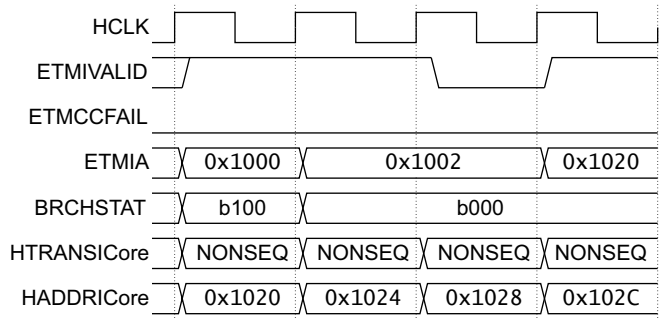 HCLK
ETMIVALID
ETMCCFAIL
ETMIA 0x1000 0x1002 0x1020
BRCHSTAT b100 b000
HTRANSICore NONSEQ NONSEQ NONSEQ NONSEQ
HADDRICore 0x1020 0x1024 0x1028 0x102C